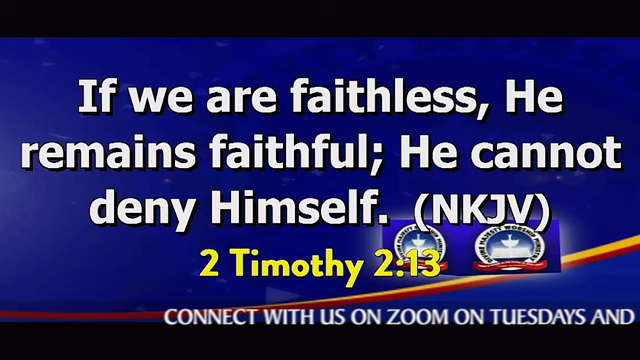 If we are faithless, He
remains faithful; He cannot
deny Himself. (NKJV)
2 Timothy 2:13
CONNECT WITH US ON ZOOM ON TUESDAYS AND